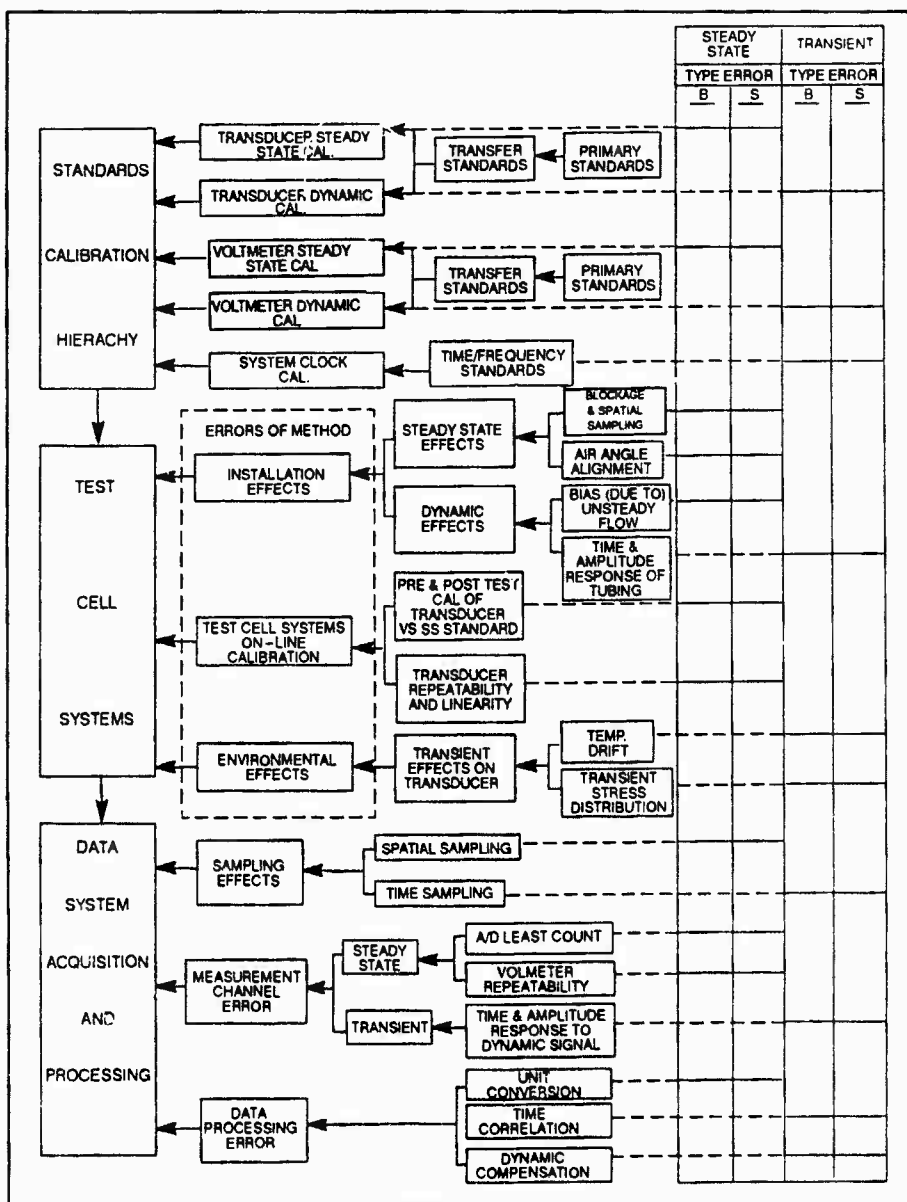 STEADY STATE
TRANSIENT
TYPE ERROR
TYPE ERROR
B
S
B
S
STANDARDS
CALIBRATION
HIERACHY
TRANSDUCER STEADY
STATE CAL.
TRANSDUCER DYNAMIC
CAL.
TRANSFER
STANDARDS
PRIMARY
STANDARDS
VOLTMETER STEADY
STATE CAL
VOLTMETER DYNAMIC
CAL
TRANSFER
STANDARDS
PRIMARY
STANDARDS
SYSTEM CLOCK
CAL.
TIME/FREQUENCY
STANDARDS
TEST
CELL
SYSTEMS
ERRORS OF METHOD
INSTALLATION
EFFECTS
STEADY STATE
EFFECTS
BLOCKAGE
& SPATIAL
SAMPLING
AIR ANGLE
ALIGNMENT
DYNAMIC
EFFECTS
BIAS (DUE TO)
UNSTEADY
FLOW
TIME &
AMPLITUDE
RESPONSE OF
TUBING
TEST CELL SYSTEMS
ON-LINE
CALIBRATION
PRE & POST TEST
CAL OF
TRANSDUCER
VS SS STANDARD
TRANSDUCER
REPEATABILITY
AND LINEARITY
ENVIRONMENTAL
EFFECTS
TRANSIENT
EFFECTS ON
TRANSDUCER
TEMP.
DRIFT
TRANSIENT
STRESS
DISTRIBUTION
DATA
SYSTEM
ACQUISITION
AND
PROCESSING
SAMPLING
EFFECTS
SPATIAL SAMPLING
TIME SAMPLING
MEASUREMENT
CHANNEL
ERROR
STEADY
STATE
A/D LEAST COUNT
VOLMETER
REPEATABILITY
TRANSIENT
TIME & AMPLITUDE
RESPONSE TO
DYNAMIC SIGNAL
DATA
PROCESSING
ERROR
UNIT
CONVERSION
TIME
CORRELATION
DYNAMIC
COMPENSATION